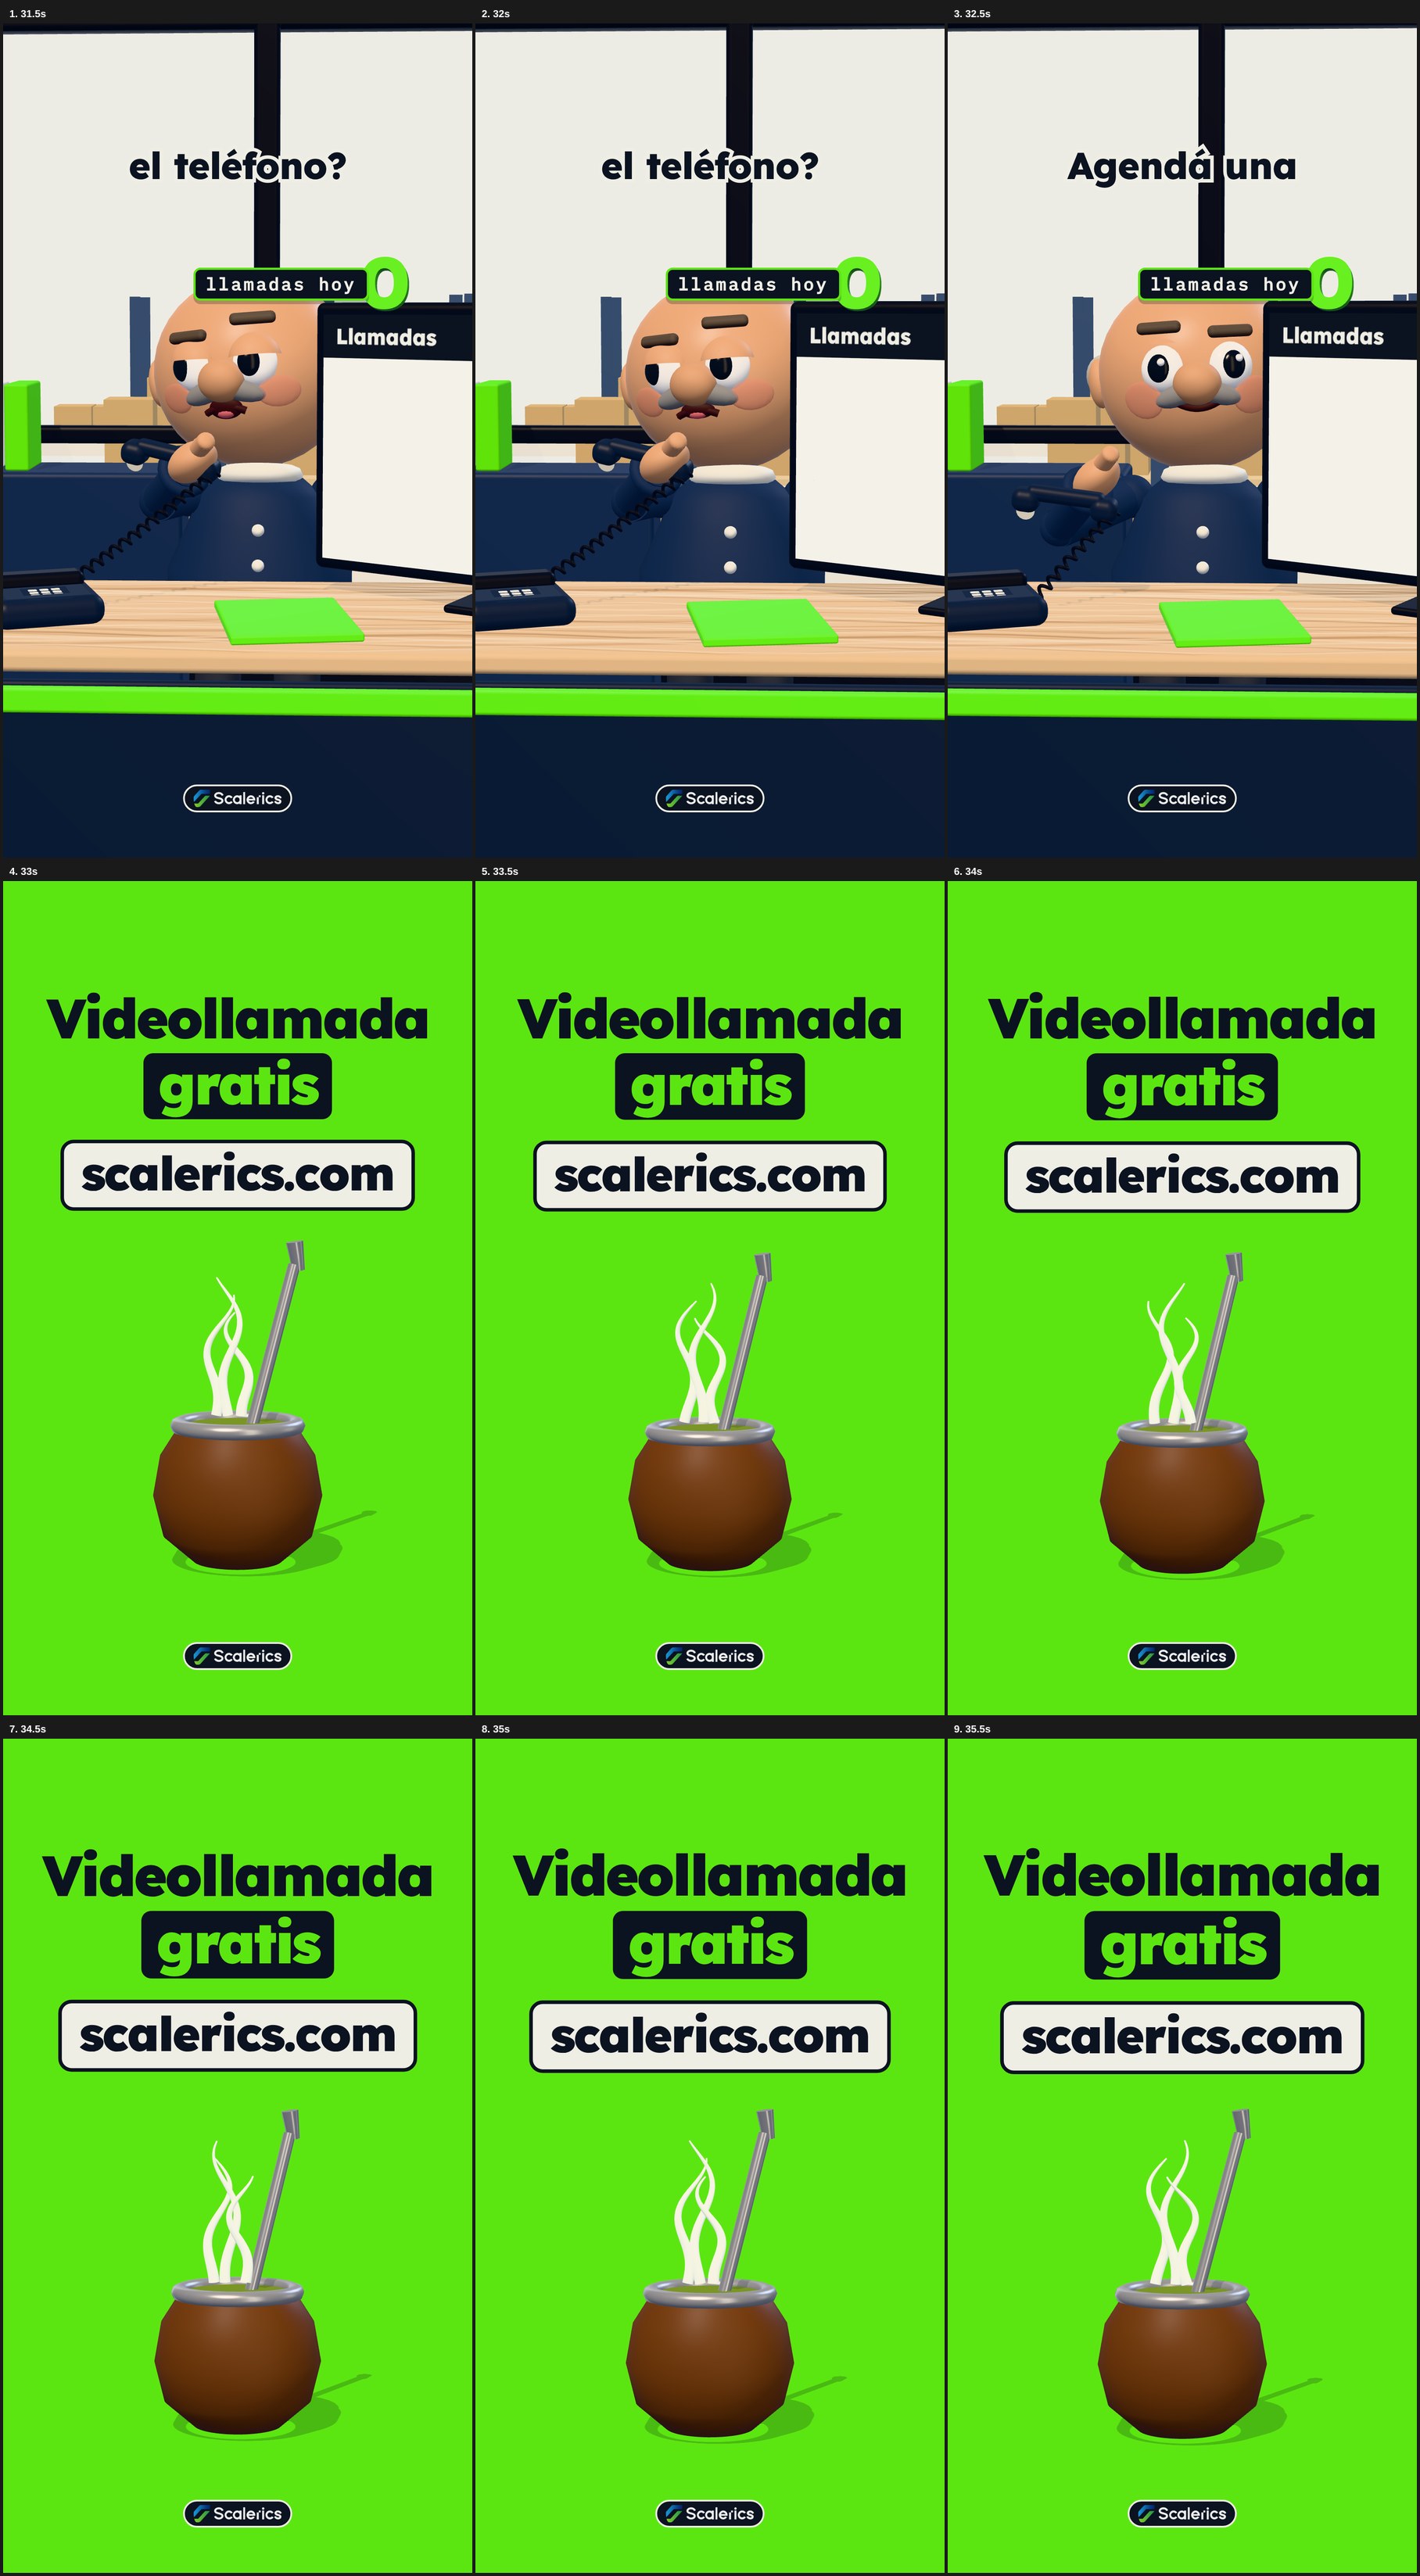 1. 31.5s
el teléfono?
llamadas hoy 0
Llamadas
Scalerics
2. 32s
el teléfono?
llamadas hoy 0
Llamadas
Scalerics
3. 32.5s
Agendá una
llamadas hoy 0
Llamadas
Scalerics
4. 33s
Videollamada
gratis
scalerics.com
Scalerics
5. 33.5s
Videollamada
gratis
scalerics.com
Scalerics
6. 34s
Videollamada
gratis
scalerics.com
Scalerics
7. 34.5s
Videollamada
gratis
scalerics.com
Scalerics
8. 35s
Videollamada
gratis
scalerics.com
Scalerics
9. 35.5s
Videollamada
gratis
scalerics.com
Scalerics